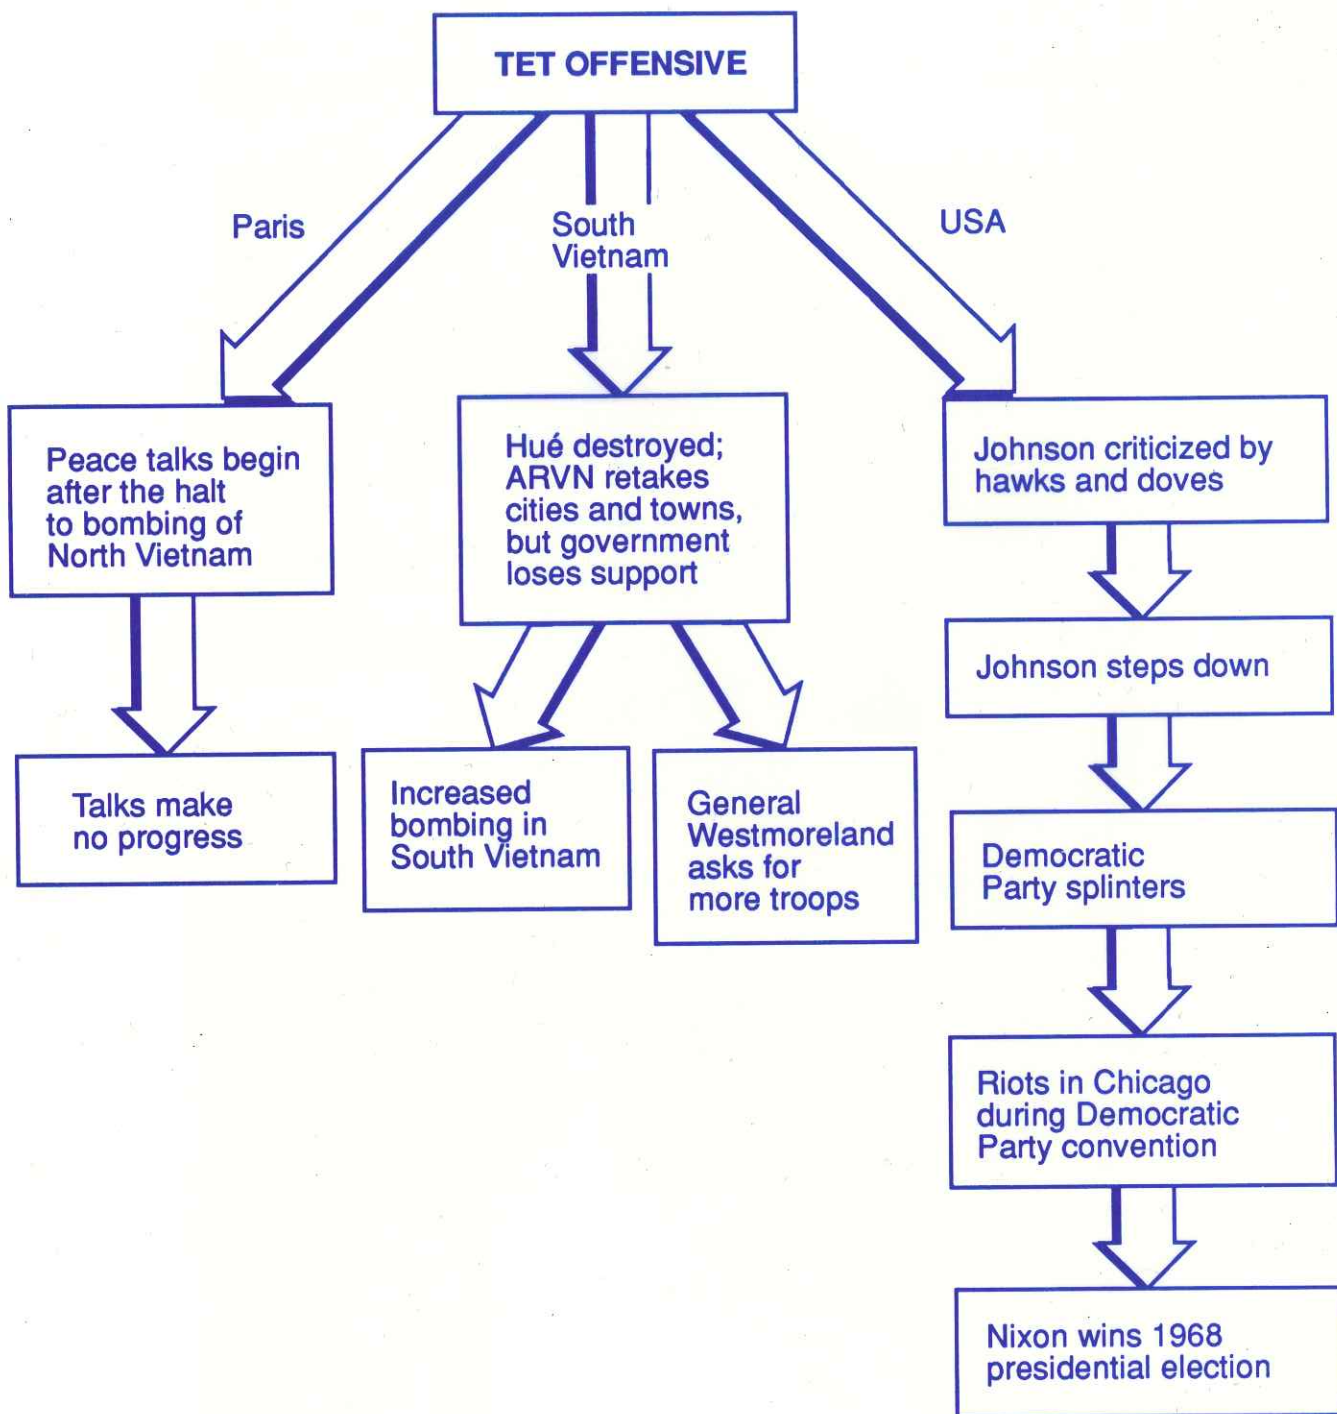 TET OFFENSIVE
Paris
South
Vietnam
USA
Peace talks begin
after the halt
to bombing of
North Vietnam
Talks make
no progress
Hué destroyed;
ARVN retakes
cities and towns,
but government
loses support
Increased
bombing in
South Vietnam
General
Westmoreland
asks for
more troops
Johnson criticized by
hawks and doves
Johnson steps down
Democratic
Party splinters
Riots in Chicago
during Democratic
Party convention
Nixon wins 1968
presidential election